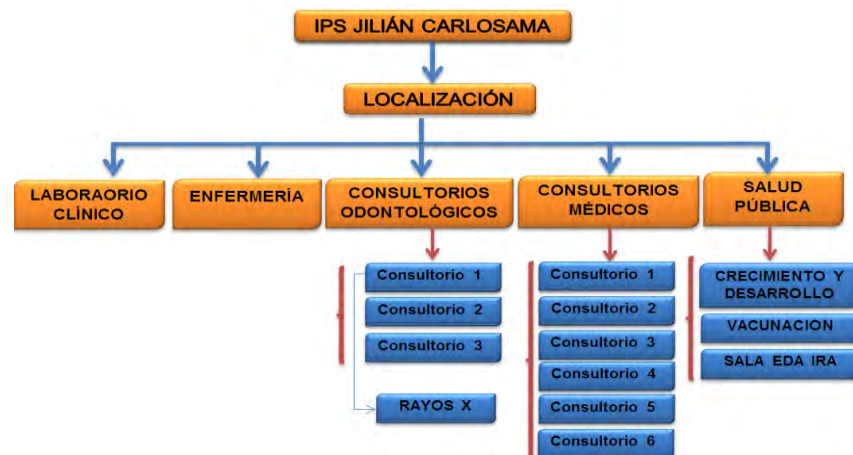 IPS JILIÁN CARLOSAMA
LOCALIZACIÓN
LABORAORIO
CLÍNICO
ENFERMERÍA
CONSULTORIOS
ODONTOLÓGICOS
CONSULTORIOS
MÉDICOS
SALUD
PÚBLICA
Consultorio 1
Consultorio 2
Consultorio 3
RAYOS X
Consultorio 1
Consultorio 2
Consultorio 3
Consultorio 4
Consultorio 5
Consultorio 6
CRECIMIENTO Y
DESARROLLO
VACUNACION
SALA EDA IRA